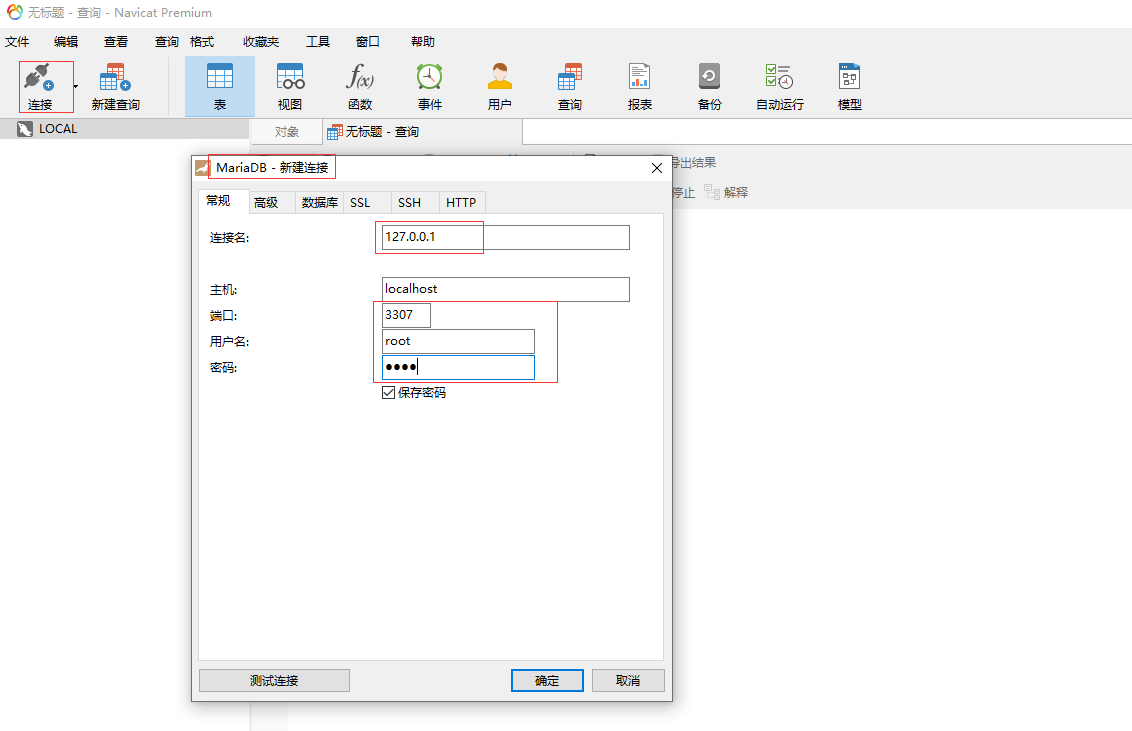 无标题 - 查询 - Navicat Premium
文件 编辑 查看 查询 格式 收藏夹 工具 窗口 帮助
连接 新建查询 表 视图 函数 事件 用户 查询 报表 备份 自动运行 模型
LOCAL 对象 无标题 - 查询
MariaDB - 新建连接 导出结果
常规 高级 数据库 SSL SSH HTTP 停止 解释
连接名: 127.0.0.1
主机: localhost
端口: 3307
用户名: root
密码: ●●●●
保存密码
测试连接 确定 取消